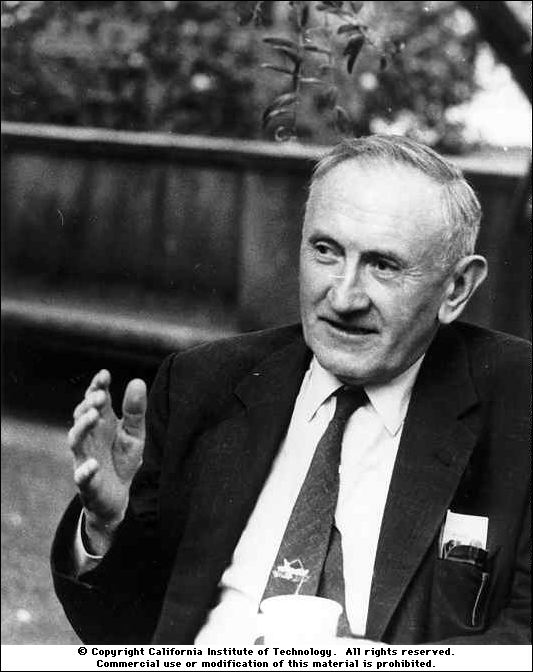 © Copyright California Institute of Technology. All rights reserved.
Commercial use or modification of this material is prohibited.